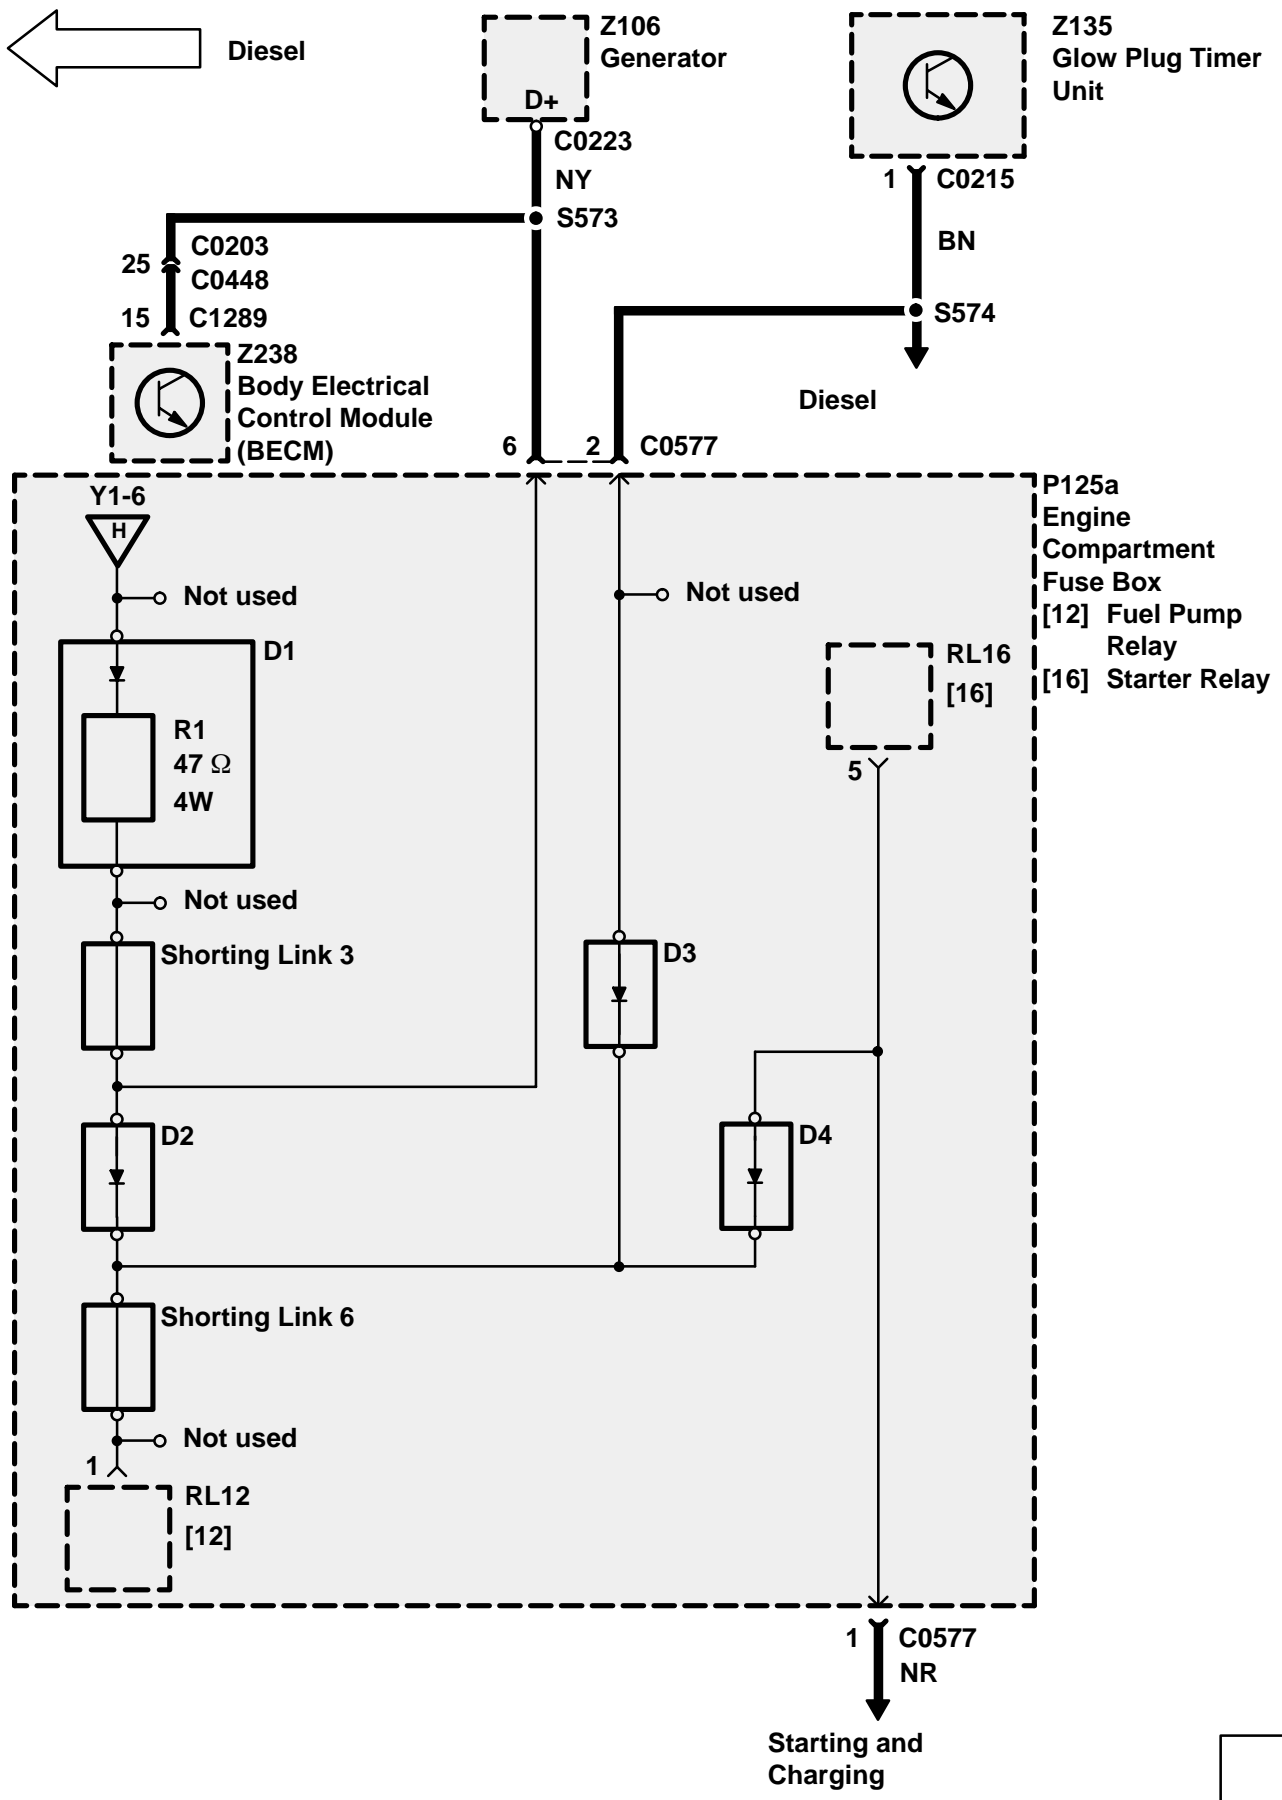 Diesel
Z106
Generator
D+
C0223
NY
S573
Z135
Glow Plug Timer
Unit
1 C0215
BN
S574
Diesel
25 C0203
C0448
15 C1289
Z238
Body Electrical
Control Module
(BECM)
6 2 C0577
P125a
Engine
Compartment
Fuse Box
[12] Fuel Pump
Relay
[16] Starter Relay
Y1-6
H
Not used
Not used
D1
R1
47 Ω
4W
RL16
[16]
5
Not used
Shorting Link 3
D3
D2
D4
Shorting Link 6
Not used
1
RL12
[12]
1 C0577
NR
Starting and
Charging